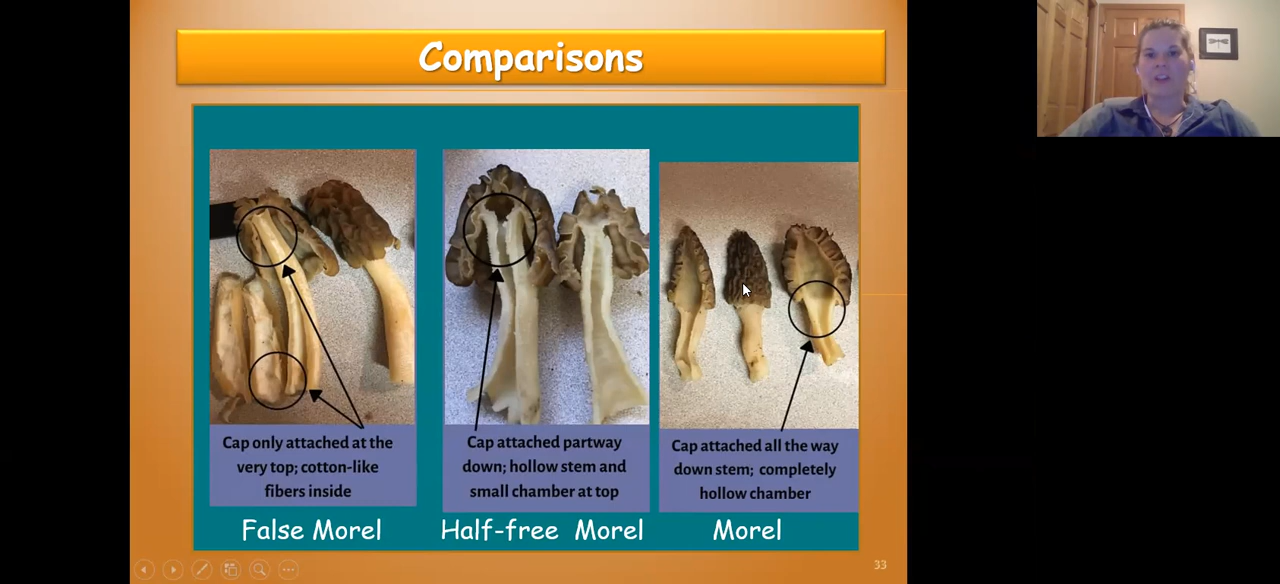 Comparisons
Cap only attached at the
very top; cotton-like
fibers inside
Cap attached partway
down; hollow stem and
small chamber at top
Cap attached all the way
down stem; completely
hollow chamber
False Morel
Half-free Morel
Morel
33